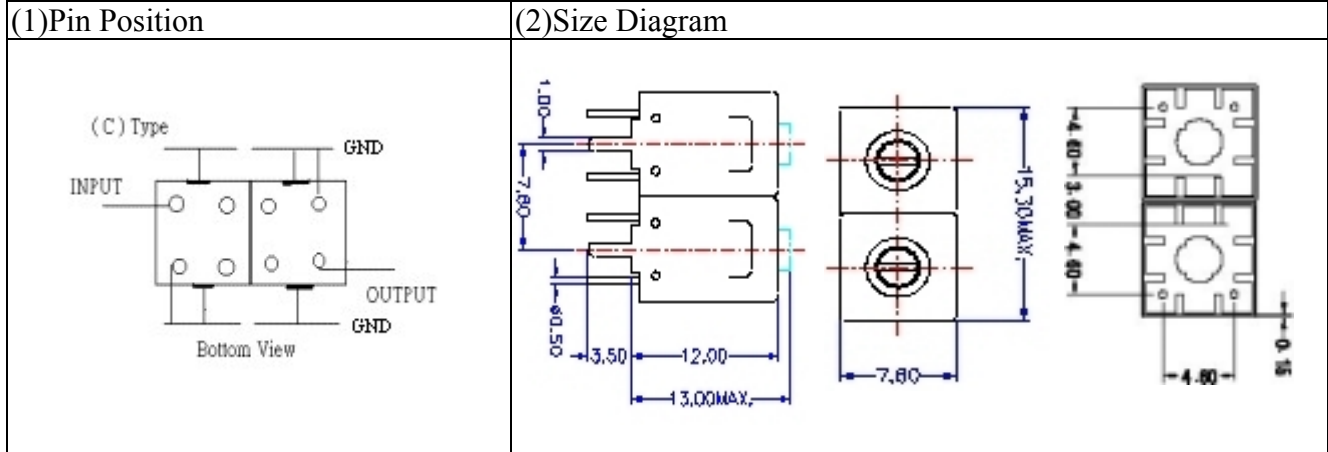 (1)Pin Position
(2)Size Diagram
(C) Type
GND
INPUT
OUTPUT
GND
Bottom View
1.00
7.60
ø0.50
3.50
12.00
13.00MAX.
15.30MAX.
7.60
4.60
3.00
4.60
0.15
4.60